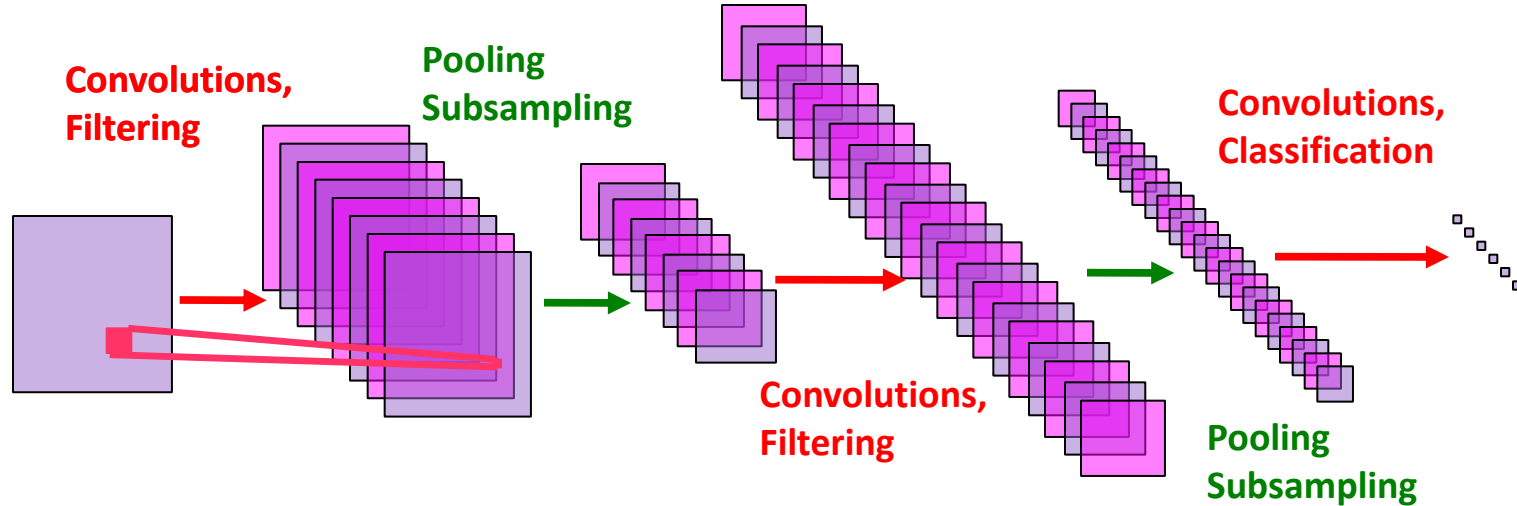 Convolutions,
Filtering
Pooling
Subsampling
Convolutions,
Filtering
Pooling
Subsampling
Convolutions,
Classification